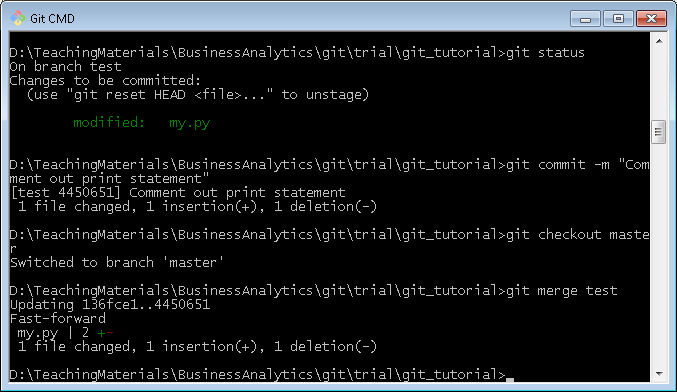 Git CMD
D:\TeachingMaterials\BusinessAnalytics\git\trial\git_tutorial>git status
On branch test
Changes to be committed:
  (use "git reset HEAD <file>..." to unstage)
        modified:   my.py
D:\TeachingMaterials\BusinessAnalytics\git\trial\git_tutorial>git commit -m "Com
ment out print statement"
[test 4450651] Comment out print statement
 1 file changed, 1 insertion(+), 1 deletion(-)
D:\TeachingMaterials\BusinessAnalytics\git\trial\git_tutorial>git checkout maste
r
Switched to branch 'master'
D:\TeachingMaterials\BusinessAnalytics\git\trial\git_tutorial>git merge test
Updating 136fce1..4450651
Fast-forward
 my.py | 2 +-
 1 file changed, 1 insertion(+), 1 deletion(-)
D:\TeachingMaterials\BusinessAnalytics\git\trial\git_tutorial>